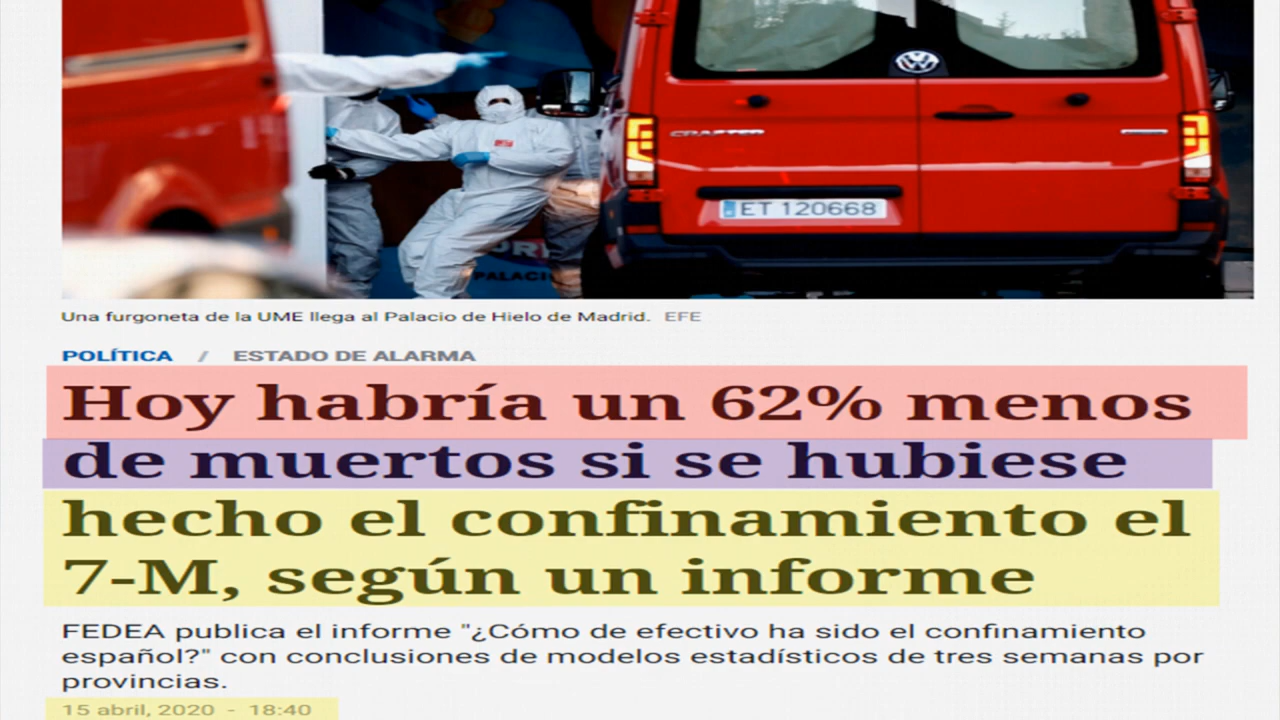 CRAFTER
ET 120668
PALACI
Una furgoneta de la UME llega al Palacio de Hielo de Madrid. EFE
POLÍTICA / ESTADO DE ALARMA
Hoy habría un 62% menos
de muertos si se hubiese
hecho el confinamiento el
7-M, según un informe
FEDEA publica el informe "¿Cómo de efectivo ha sido el confinamiento
español?" con conclusiones de modelos estadísticos de tres semanas por
provincias.
15 abril, 2020 - 18:40